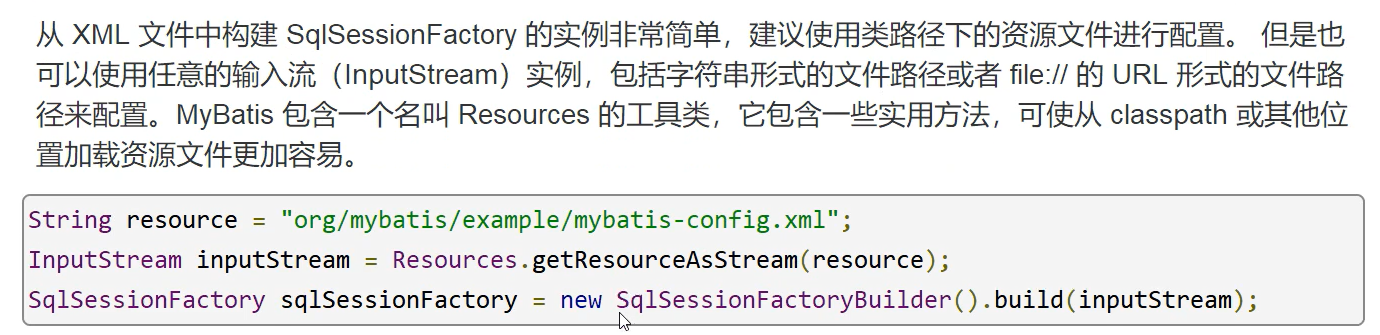 从 XML 文件中构建 SqlSessionFactory 的实例非常简单，建议使用类路径下的资源文件进行配置。 但是也
可以使用任意的输入流（InputStream）实例，包括字符串形式的文件路径或者 file:// 的 URL 形式的文件路
径来配置。MyBatis 包含一个名叫 Resources 的工具类，它包含一些实用方法，可使从 classpath 或其他位
置加载资源文件更加容易。
String resource = "org/mybatis/example/mybatis-config.xml";
InputStream inputStream = Resources.getResourceAsStream(resource);
SqlSessionFactory sqlSessionFactory = new SqlSessionFactoryBuilder().build(inputStream);